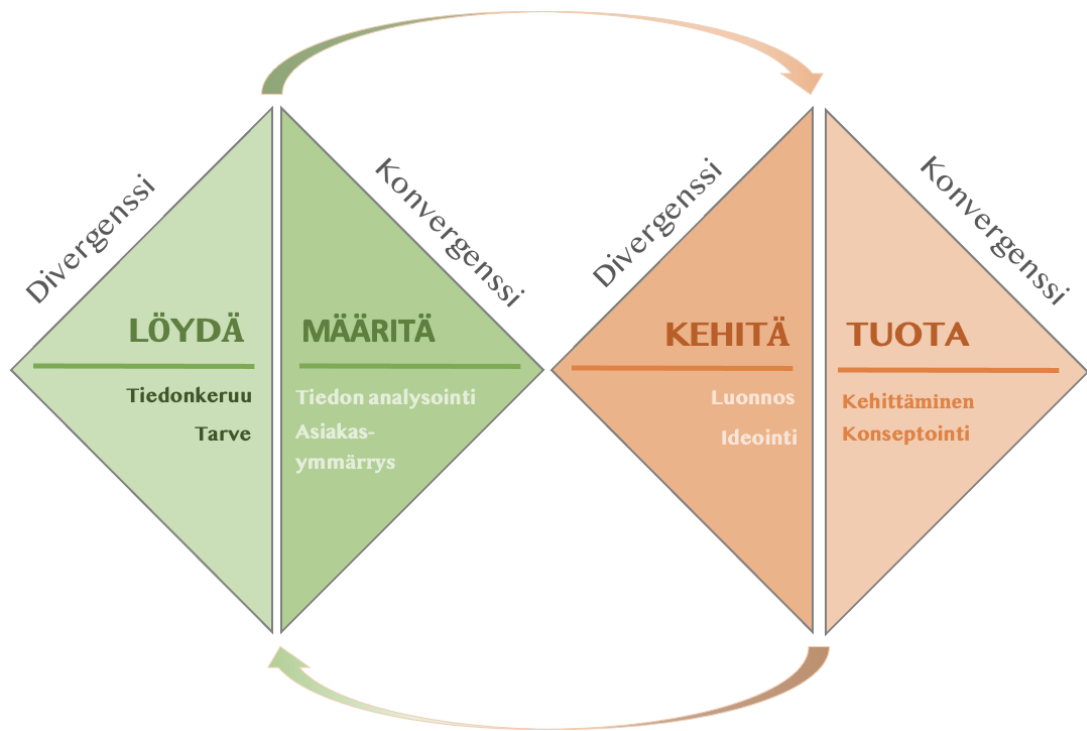 Divergenssi
Konvergenssi
LÖYDÄ
Tiedonkeruu
Tarve
MÄÄRITÄ
Tiedon analysointi
Asiakas-
ymmärrys
Divergenssi
Konvergenssi
KEHITÄ
Luonnos
Ideointi
TUOTA
Kehittäminen
Konseptointi